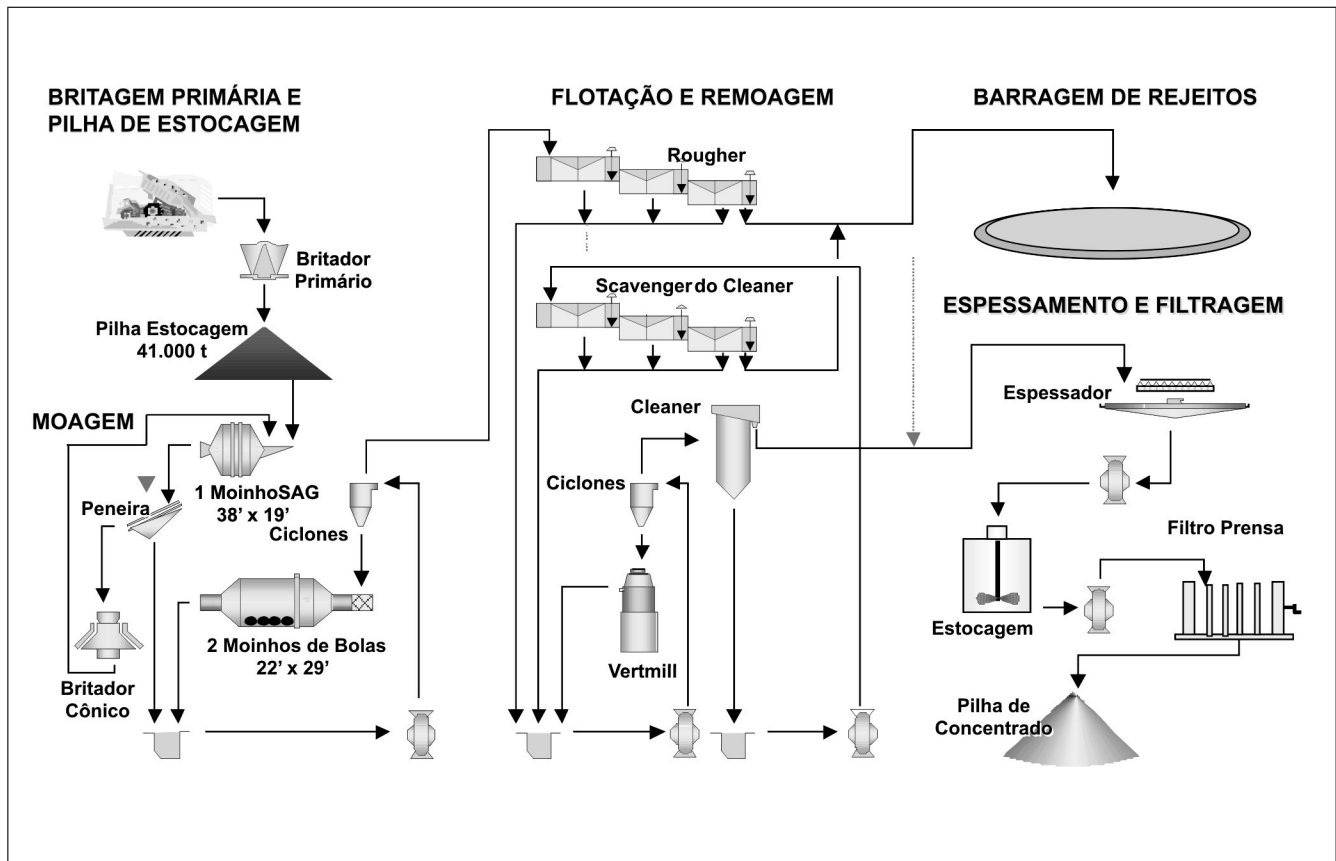 BRITAGEM PRIMÁRIA E
PILHA DE ESTOCAGEM
Britador
Primário
Pilha Estocagem
41.000 t
MOAGEM
1 MoinhoSAG
38’ x 19’
Peneira
Ciclones
2 Moinhos de Bolas
22’ x 29’
Britador
Cônico
FLOTAÇÃO E REMOAGEM
Rougher
Scavengerdo Cleaner
Cleaner
Ciclones
Vertmill
BARRAGEM DE REJEITOS
ESPESSAMENTO E FILTRAGEM
Espessador
Filtro Prensa
Estocagem
Pilha de
Concentrado